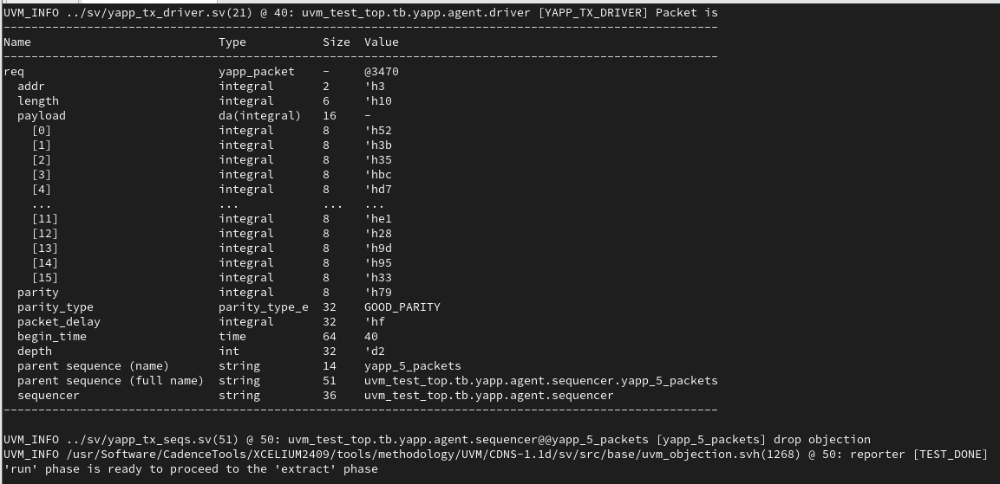 UVM_INFO ../sv/yapp_tx_driver.sv(21) @ 40: uvm_test_top.tb.yapp.agent.driver [YAPP_TX_DRIVER] Packet is
-------------------------------------------------------------------------------------------------------
Name                           Type           Size  Value
-------------------------------------------------------------------------------------------------------
req                            yapp_packet    -     @3470
  addr                         integral       2     'h3
  length                       integral       6     'h10
  payload                      da(integral)   16    -
    [0]                        integral       8     'h52
    [1]                        integral       8     'h3b
    [2]                        integral       8     'h35
    [3]                        integral       8     'hbc
    [4]                        integral       8     'hd7
    ...                        ...            ...   ...
    [11]                       integral       8     'he1
    [12]                       integral       8     'h28
    [13]                       integral       8     'h9d
    [14]                       integral       8     'h95
    [15]                       integral       8     'h33
  parity                       integral       8     'h79
  parity_type                  parity_type_e  32    GOOD_PARITY
  packet_delay                 integral       32    'hf
  begin_time                   time           64    40
  depth                        int            32    'd2
  parent sequence (name)       string         14    yapp_5_packets
  parent sequence (full name)  string         51    uvm_test_top.tb.yapp.agent.sequencer.yapp_5_packets
  sequencer                    string         36    uvm_test_top.tb.yapp.agent.sequencer
-------------------------------------------------------------------------------------------------------
UVM_INFO ../sv/yapp_tx_seqs.sv(51) @ 50: uvm_test_top.tb.yapp.agent.sequencer@@yapp_5_packets [yapp_5_packets] drop objection
UVM_INFO /usr/Software/CadenceTools/XCELIUM2409/tools/methodology/UVM/CDNS-1.1d/sv/src/base/uvm_objection.svh(1268) @ 50: reporter [TEST_DONE]
'run' phase is ready to proceed to the 'extract' phase